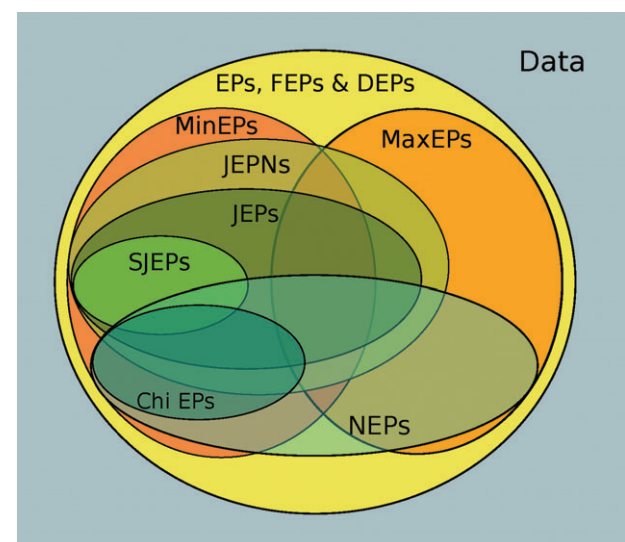 Data
EPs, FEPs & DEPs
MinEPs
MaxEPs
JEPNs
JEPs
SJEPs
Chi EPs
NEPs